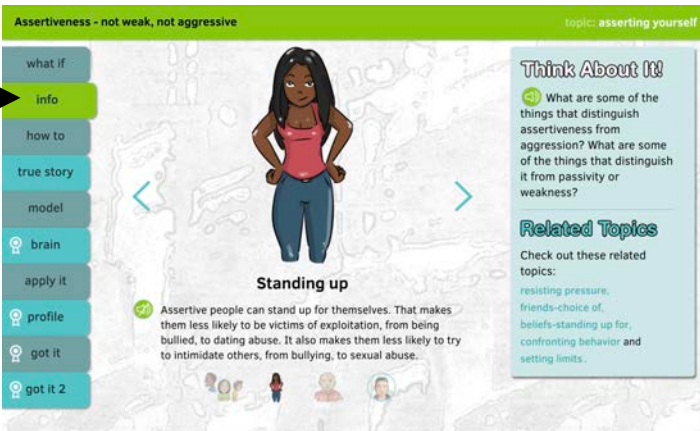 Assertiveness - not weak, not aggressive
topic: asserting yourself
what if
info
how to
true story
model
brain
apply it
profile
got it
got it 2
Standing up
Assertive people can stand up for themselves. That makes
them less likely to be victims of exploitation, from being
bullied, to dating abuse. It also makes them less likely to try
to intimidate others, from bullying, to sexual abuse.
Think About It!
What are some of the
things that distinguish
assertiveness from
aggression? What are some
of the things that distinguish
it from passivity or
weakness?
Related Topics
Check out these related
topics:
resisting pressure,
friends-choice of,
beliefs-standing up for,
confronting behavior and
setting limits.